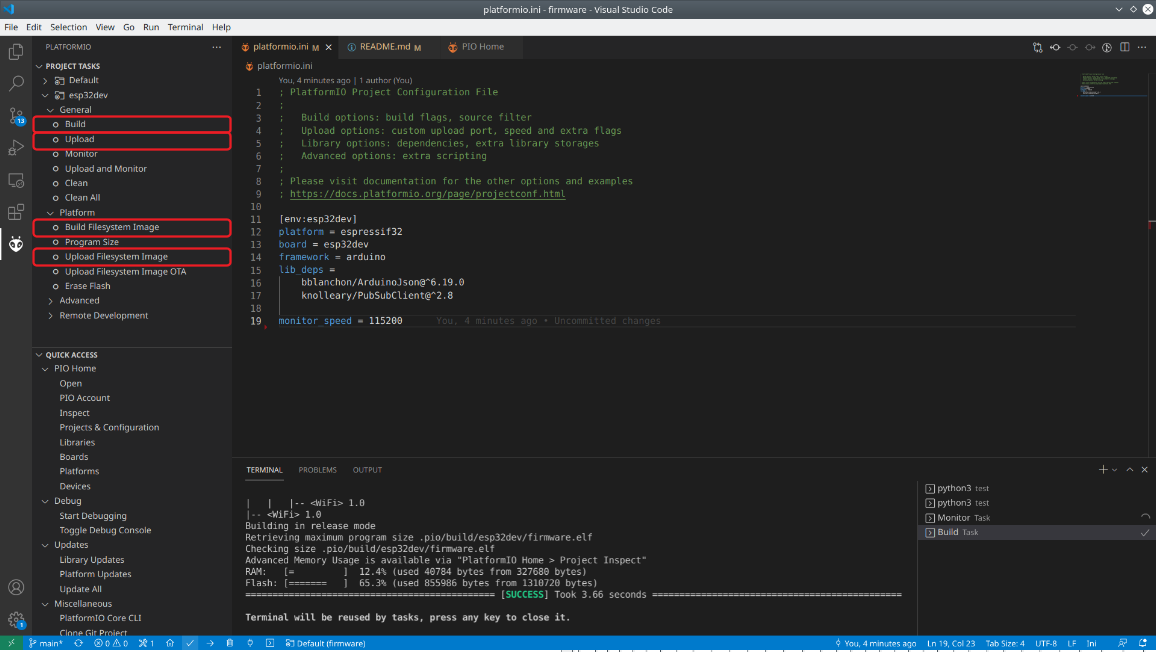 platformio.ini - firmware - Visual Studio Code
File Edit Selection View Go Run Terminal Help
PLATFORMIO
PROJECT TASKS
Default
esp32dev
General
Build
Upload
Monitor
Upload and Monitor
Clean
Clean All
Platform
Build Filesystem Image
Program Size
Upload Filesystem Image
Upload Filesystem Image OTA
Erase Flash
Advanced
Remote Development
QUICK ACCESS
PIO Home
Open
PIO Account
Inspect
Projects & Configuration
Libraries
Boards
Platforms
Devices
Debug
Start Debugging
Toggle Debug Console
Updates
Library Updates
Platform Updates
Update All
Miscellaneous
PlatformIO Core CLI
Clone Git Project
13
1
platformio.ini M README.md M PIO Home
platformio.ini
You, 4 minutes ago | 1 author (You)
1 ; PlatformIO Project Configuration File
2 ;
3 ;   Build options: build flags, source filter
4 ;   Upload options: custom upload port, speed and extra flags
5 ;   Library options: dependencies, extra library storages
6 ;   Advanced options: extra scripting
7 ;
8 ; Please visit documentation for the other options and examples
9 ; https://docs.platformio.org/page/projectconf.html
10
11 [env:esp32dev]
12 platform = espressif32
13 board = esp32dev
14 framework = arduino
15 lib_deps =
16     bblanchon/ArduinoJson@^6.19.0
17     knolleary/PubSubClient@^2.8
18
19 monitor_speed = 115200 You, 4 minutes ago • Uncommitted changes
TERMINAL PROBLEMS OUTPUT
|   |   |-- <WiFi> 1.0
|-- <WiFi> 1.0
Building in release mode
Retrieving maximum program size .pio/build/esp32dev/firmware.elf
Checking size .pio/build/esp32dev/firmware.elf
Advanced Memory Usage is available via "PlatformIO Home > Project Inspect"
RAM:   [=         ]  12.4% (used 40784 bytes from 327680 bytes)
Flash: [=======   ]  65.3% (used 855986 bytes from 1310720 bytes)
============================================= [SUCCESS] Took 3.66 seconds =============================================
Terminal will be reused by tasks, press any key to close it.
python3 test
python3 test
Monitor Task
Build Task
main* 0 0 1 Default (firmware) You, 4 minutes ago Ln 19, Col 23 Tab Size: 4 UTF-8 LF Ini